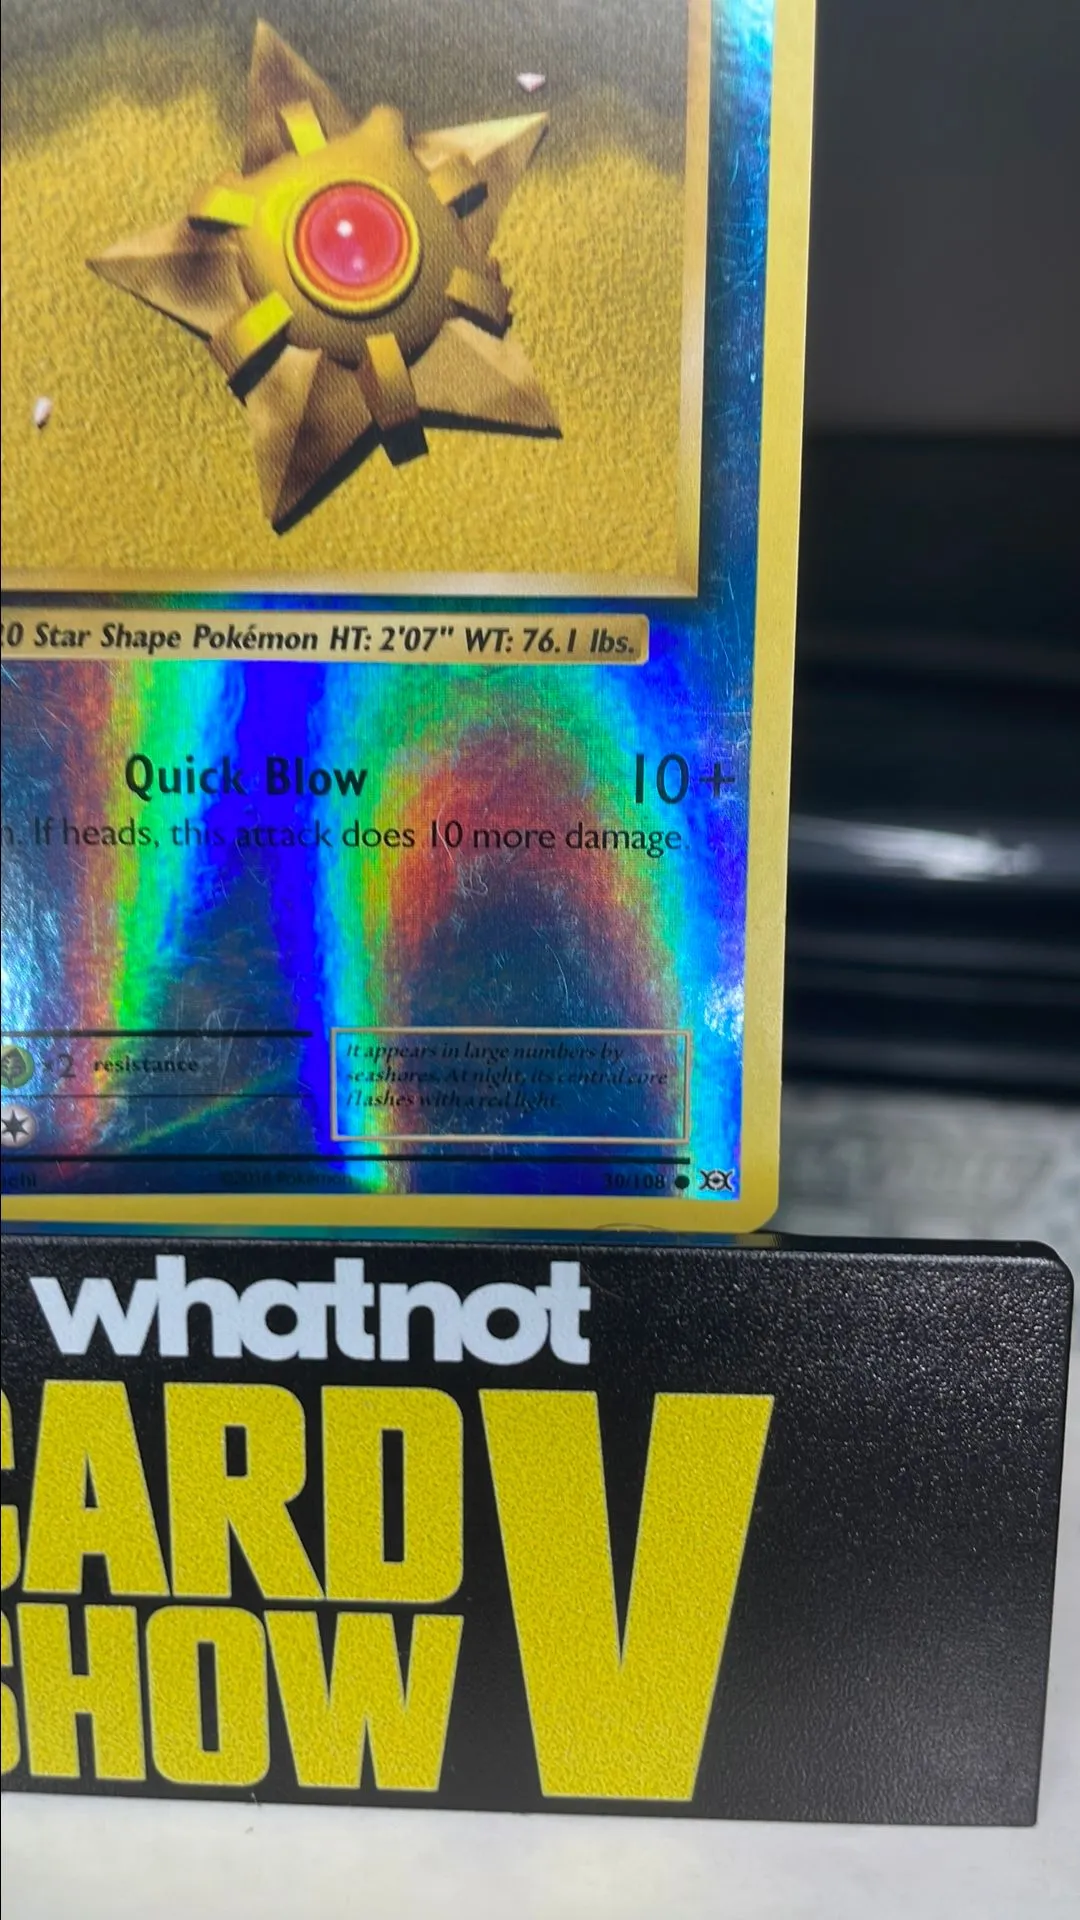 0 Star Shape Pokémon HT: 2'07" WT: 76.1 lbs.
Quick Blow 10+
If heads, this attack does 10 more damage.
×2 resistance
It appears in large numbers by
seashores. At night, its central core
flashes with a red light.
©2016 Pokémon 30/108
whatnot
CARD
SHOW V